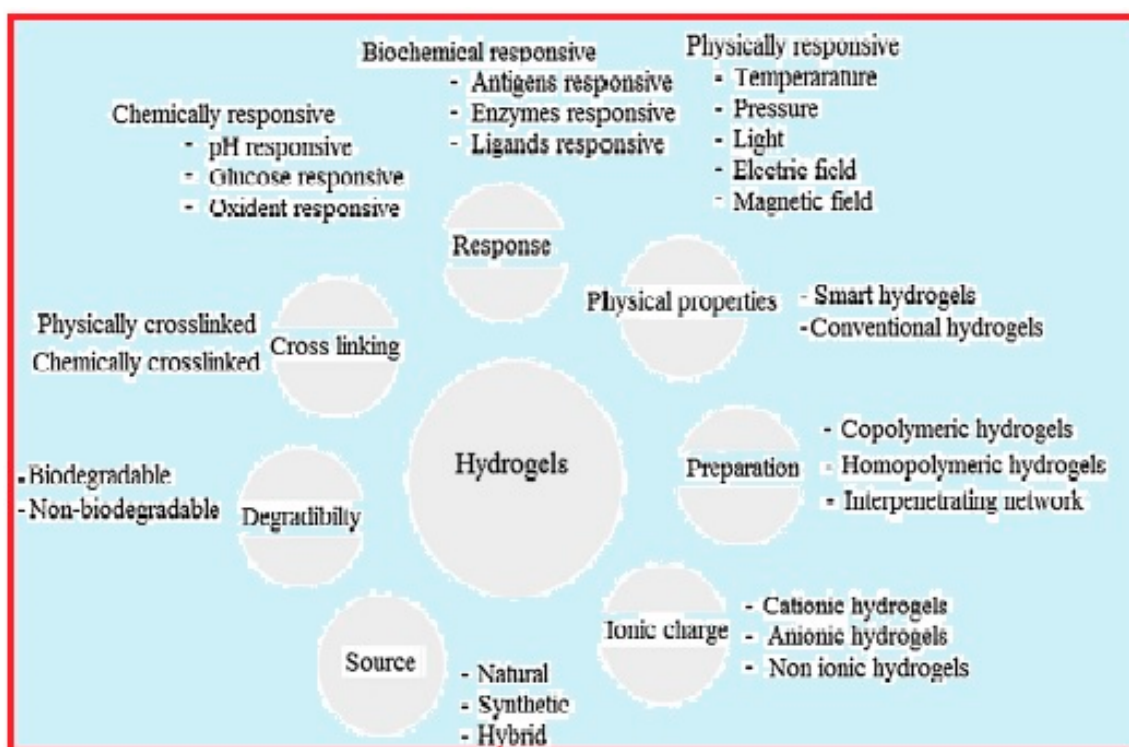 Biochemical responsive
- Antigens responsive
- Enzymes responsive
- Ligands responsive
Physically responsive
- Temperarature
- Pressure
- Light
- Electric field
- Magnetic field
Chemically responsive
- pH responsive
- Glucose responsive
- Oxident responsive
Response
Physical properties
- Smart hydrogels
-Conventional hydrogels
Physically crosslinked
Chemically crosslinked
Cross linking
Hydrogels
Preparation
- Copolymeric hydrogels
- Homopolymeric hydrogels
- Interpenetrating network
-Biodegradable
-Non-biodegradable
Degradibilty
Ionic charge
- Cationic hydrogels
- Anionic hydrogels
- Non ionic hydrogels
Source
- Natural
- Synthetic
- Hybrid